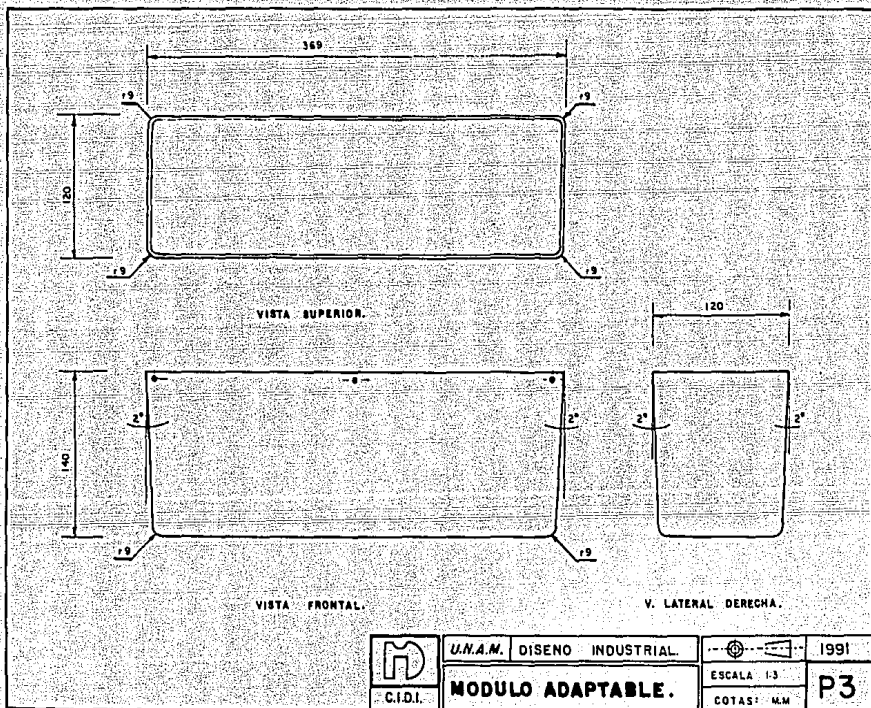 369
r9
r9
120
r9
r9
VISTA SUPERIOR.
120
2°
2°
2°
2°
140
r9
r9
VISTA FRONTAL.
V. LATERAL DERECHA.
U.N.A.M. DISENO INDUSTRIAL.
1991
C.I.D.I.
MODULO ADAPTABLE.
ESCALA 1:3
COTAS: M.M
P3